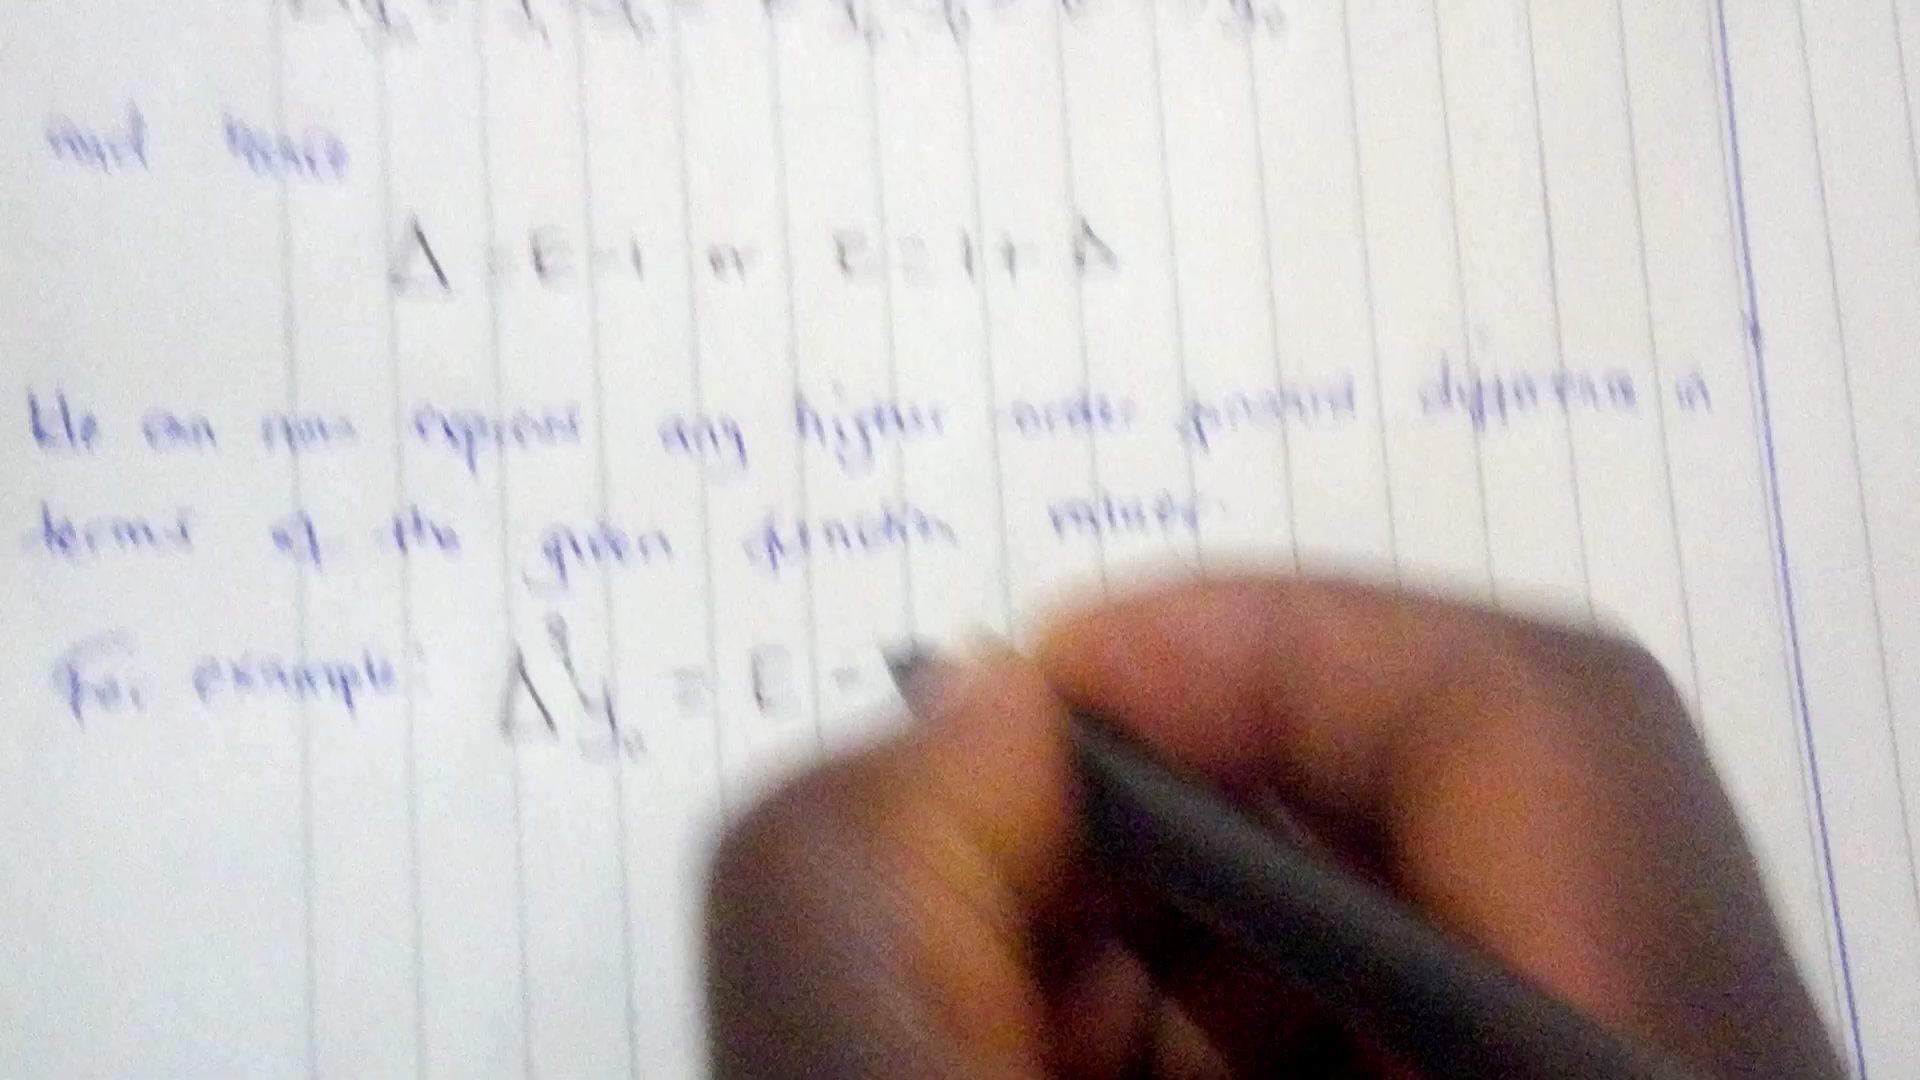 and hence
Δ = E - 1 or E ≡ 1 + Δ
We can now express any higher order forward difference in
terms of the given function values.
For example: Δ y₀ = E -